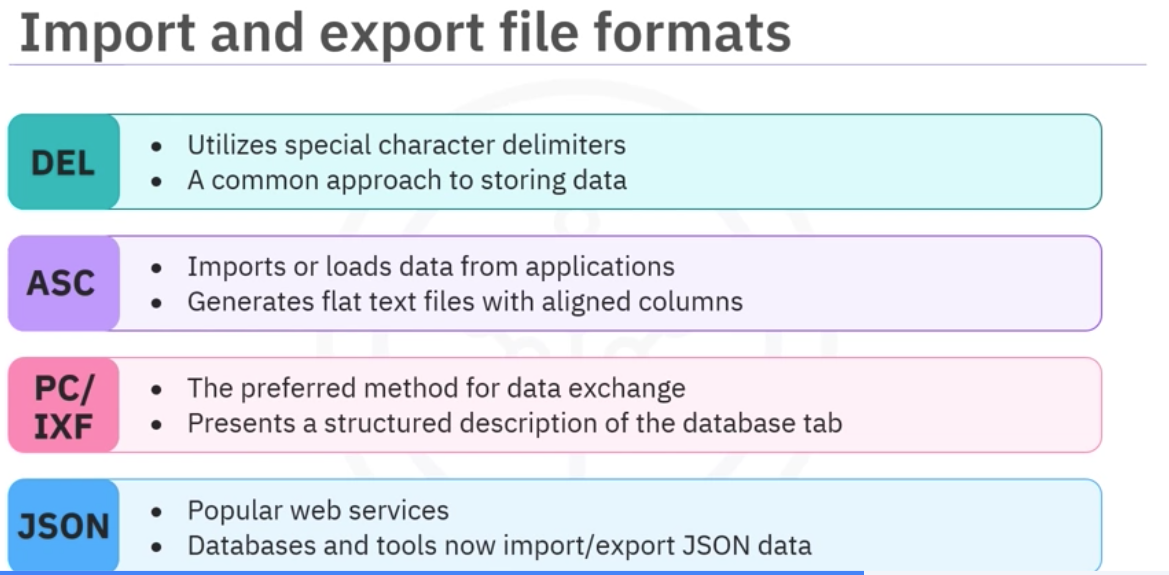 Import and export file formats
DEL
• Utilizes special character delimiters
• A common approach to storing data
ASC
• Imports or loads data from applications
• Generates flat text files with aligned columns
PC/
IXF
• The preferred method for data exchange
• Presents a structured description of the database tab
JSON
• Popular web services
• Databases and tools now import/export JSON data